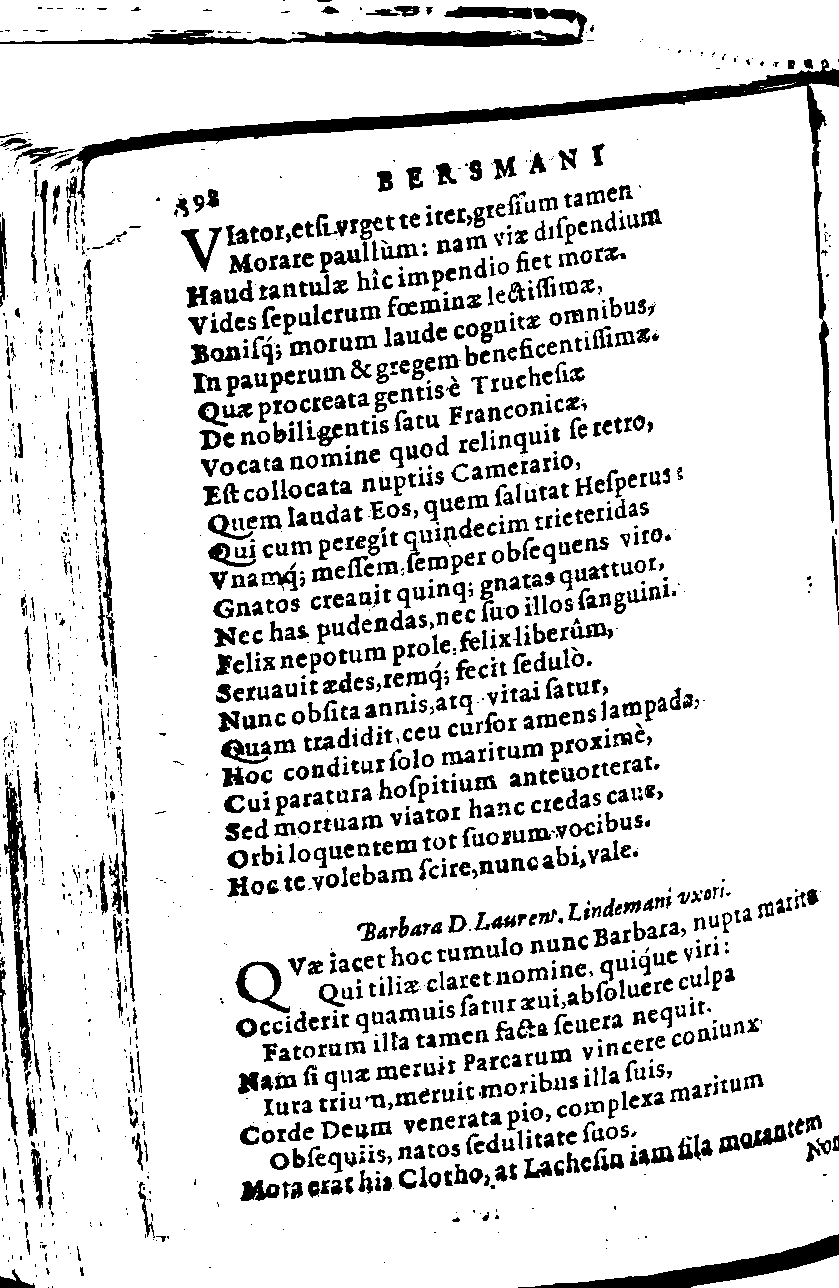 398 BERSMANI
VIator, etsi vrget te iter, gressum tamen
Morare paullùm: nam viæ dispendium
Haud tantulæ hîc impendio fiet moræ.
Vides sepulcrum fœminæ lectissimæ,
Bonisq́; morum laude cognitæ omnibus,
In pauperum & gregem beneficentissimæ.
Quæ procreata gentis è Truchesiæ
De nobili gentis satu Franconicæ,
Vocata nomine quod relinquit se retro,
Est collocata nuptiis Camerario,
Quem laudat Eos, quem salutat Hesperus:
Qui cum peregit quindecim trieteridas
Vnamq́; messem, semper obsequens viro.
Gnatos creauit quinq; gnatas quattuor,
Nec has pudendas, nec suo illos sanguini.
Felix nepotum prole, felix liberûm,
Seruauit ædes, remq́; fecit sedulò.
Nunc obsita annis, atq vitai satur,
Quam tradidit, ceu cursor amens lampada,
Hoc conditur solo maritum proximè,
Cui paratura hospitium anteuorterat.
Sed mortuam viator hanc credas caue,
Orbi loquentem tot suorum vocibus.
Hoc te volebam scire, nunc abi, vale.
Barbara D. Laurent. Lindemani vxori.
QVæ iacet hoc tumulo nunc Barbara, nupta marito
Qui tiliæ claret nomine, quiq́ue viri:
Occiderit quamuis satur æui, absoluere culpa
Fatorum illa tamen facta seuera nequit.
Nam si quæ meruit Parcarum vincere coniunx
Iura trium, meruit moribus illa suis,
Corde Deum venerata pio, complexa maritum
Obsequiis, natos sedulitate suos.
Mota erat his Clotho, at Lachesin iam fila morantem
Non